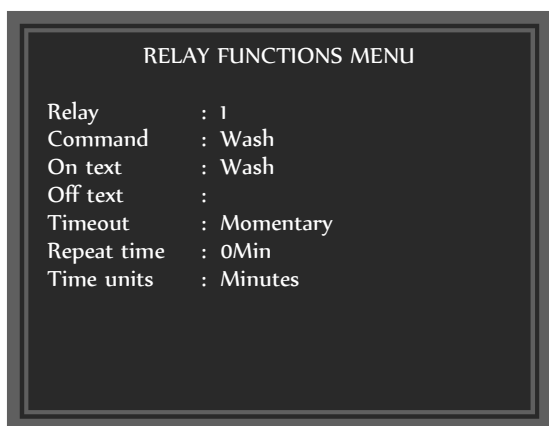 RELAY FUNCTIONS MENU
Relay : 1
Command : Wash
On text : Wash
Off text :
Timeout : Momentary
Repeat time : 0Min
Time units : Minutes